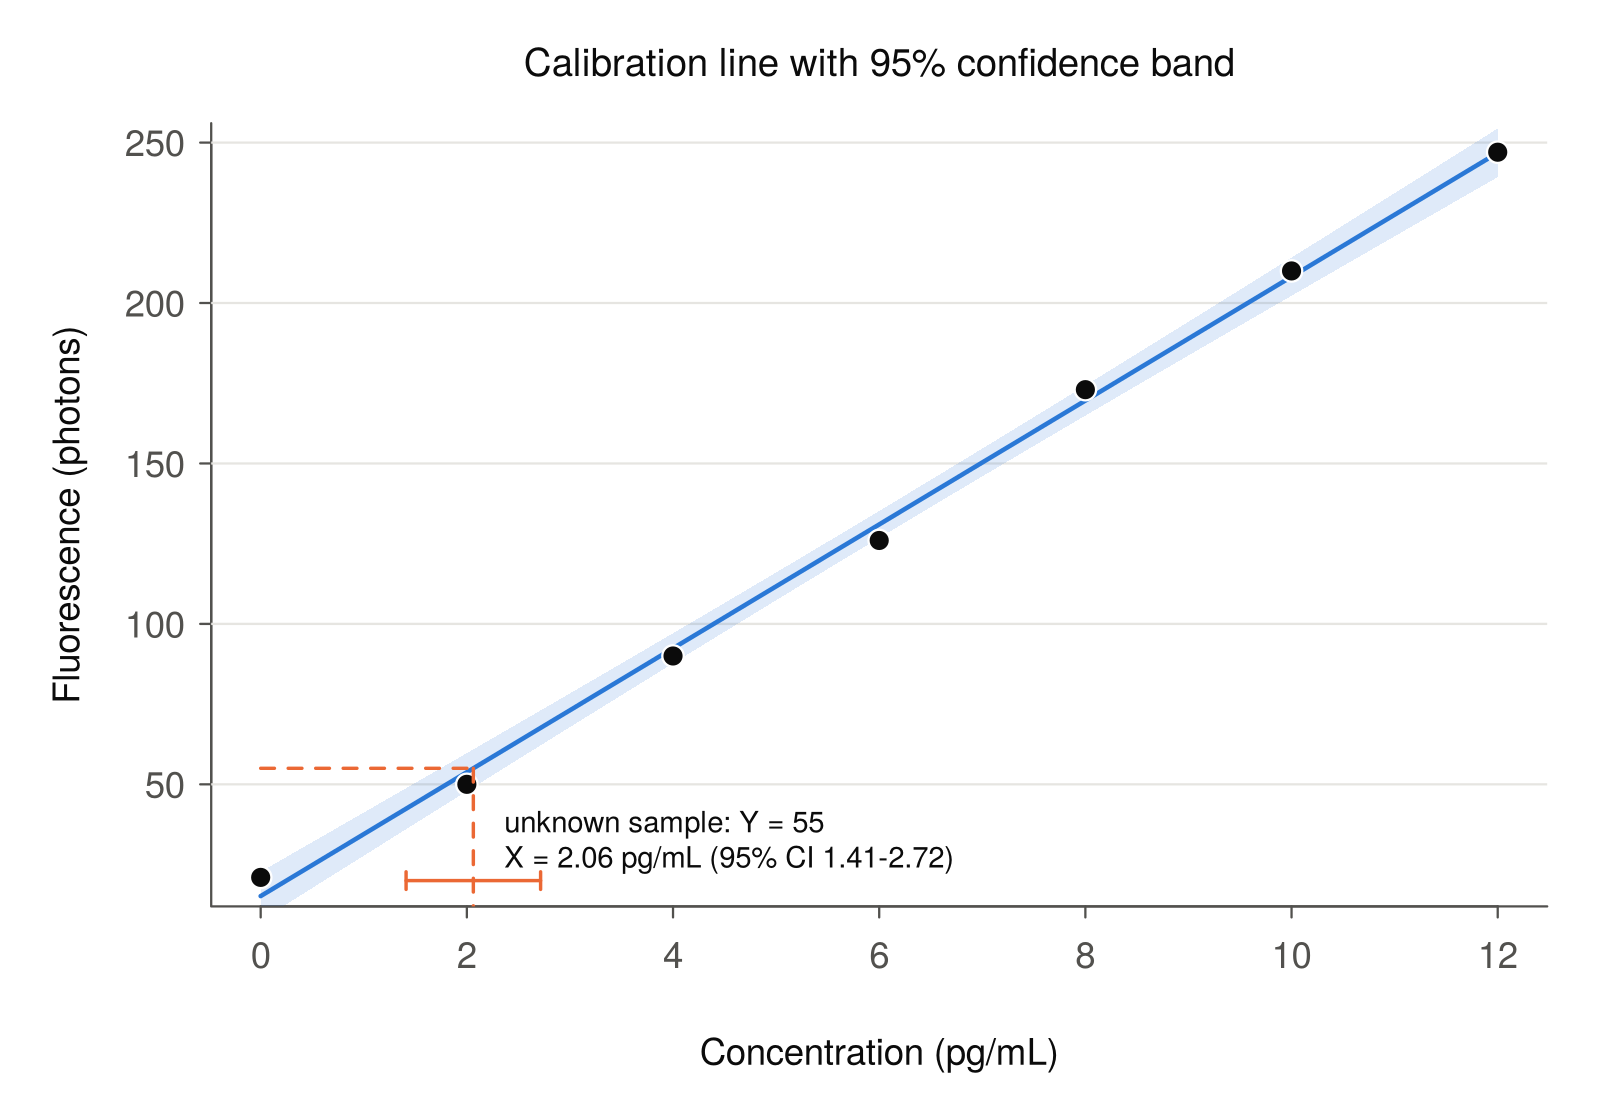 Calibration line with 95% confidence band
Fluorescence (photons)
250
200
150
100
50
unknown sample: Y = 55
X = 2.06 pg/mL (95% CI 1.41-2.72)
0 2 4 6 8 10 12
Concentration (pg/mL)